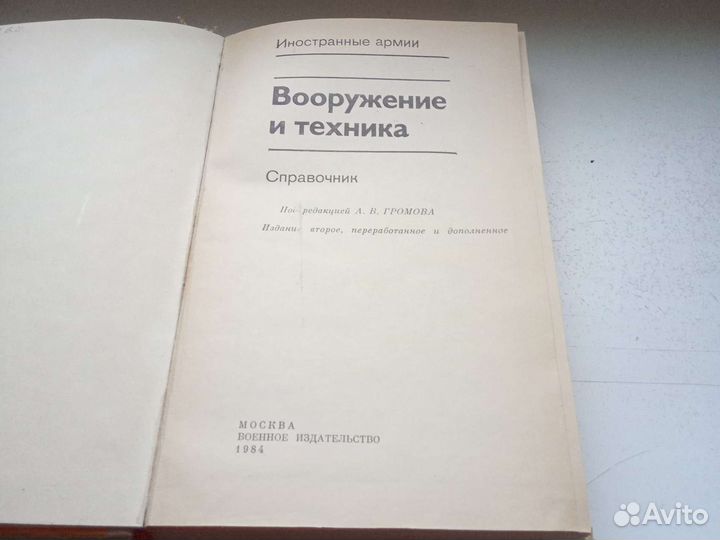 Иностранные армии
Вооружение
и техника
Справочник
редакцией А. В. ГРОМОВА
второе, переработанное и дополненное
МОСКВА
ВОЕННОЕ ИЗДАТЕЛЬСТВО
1984
Avito